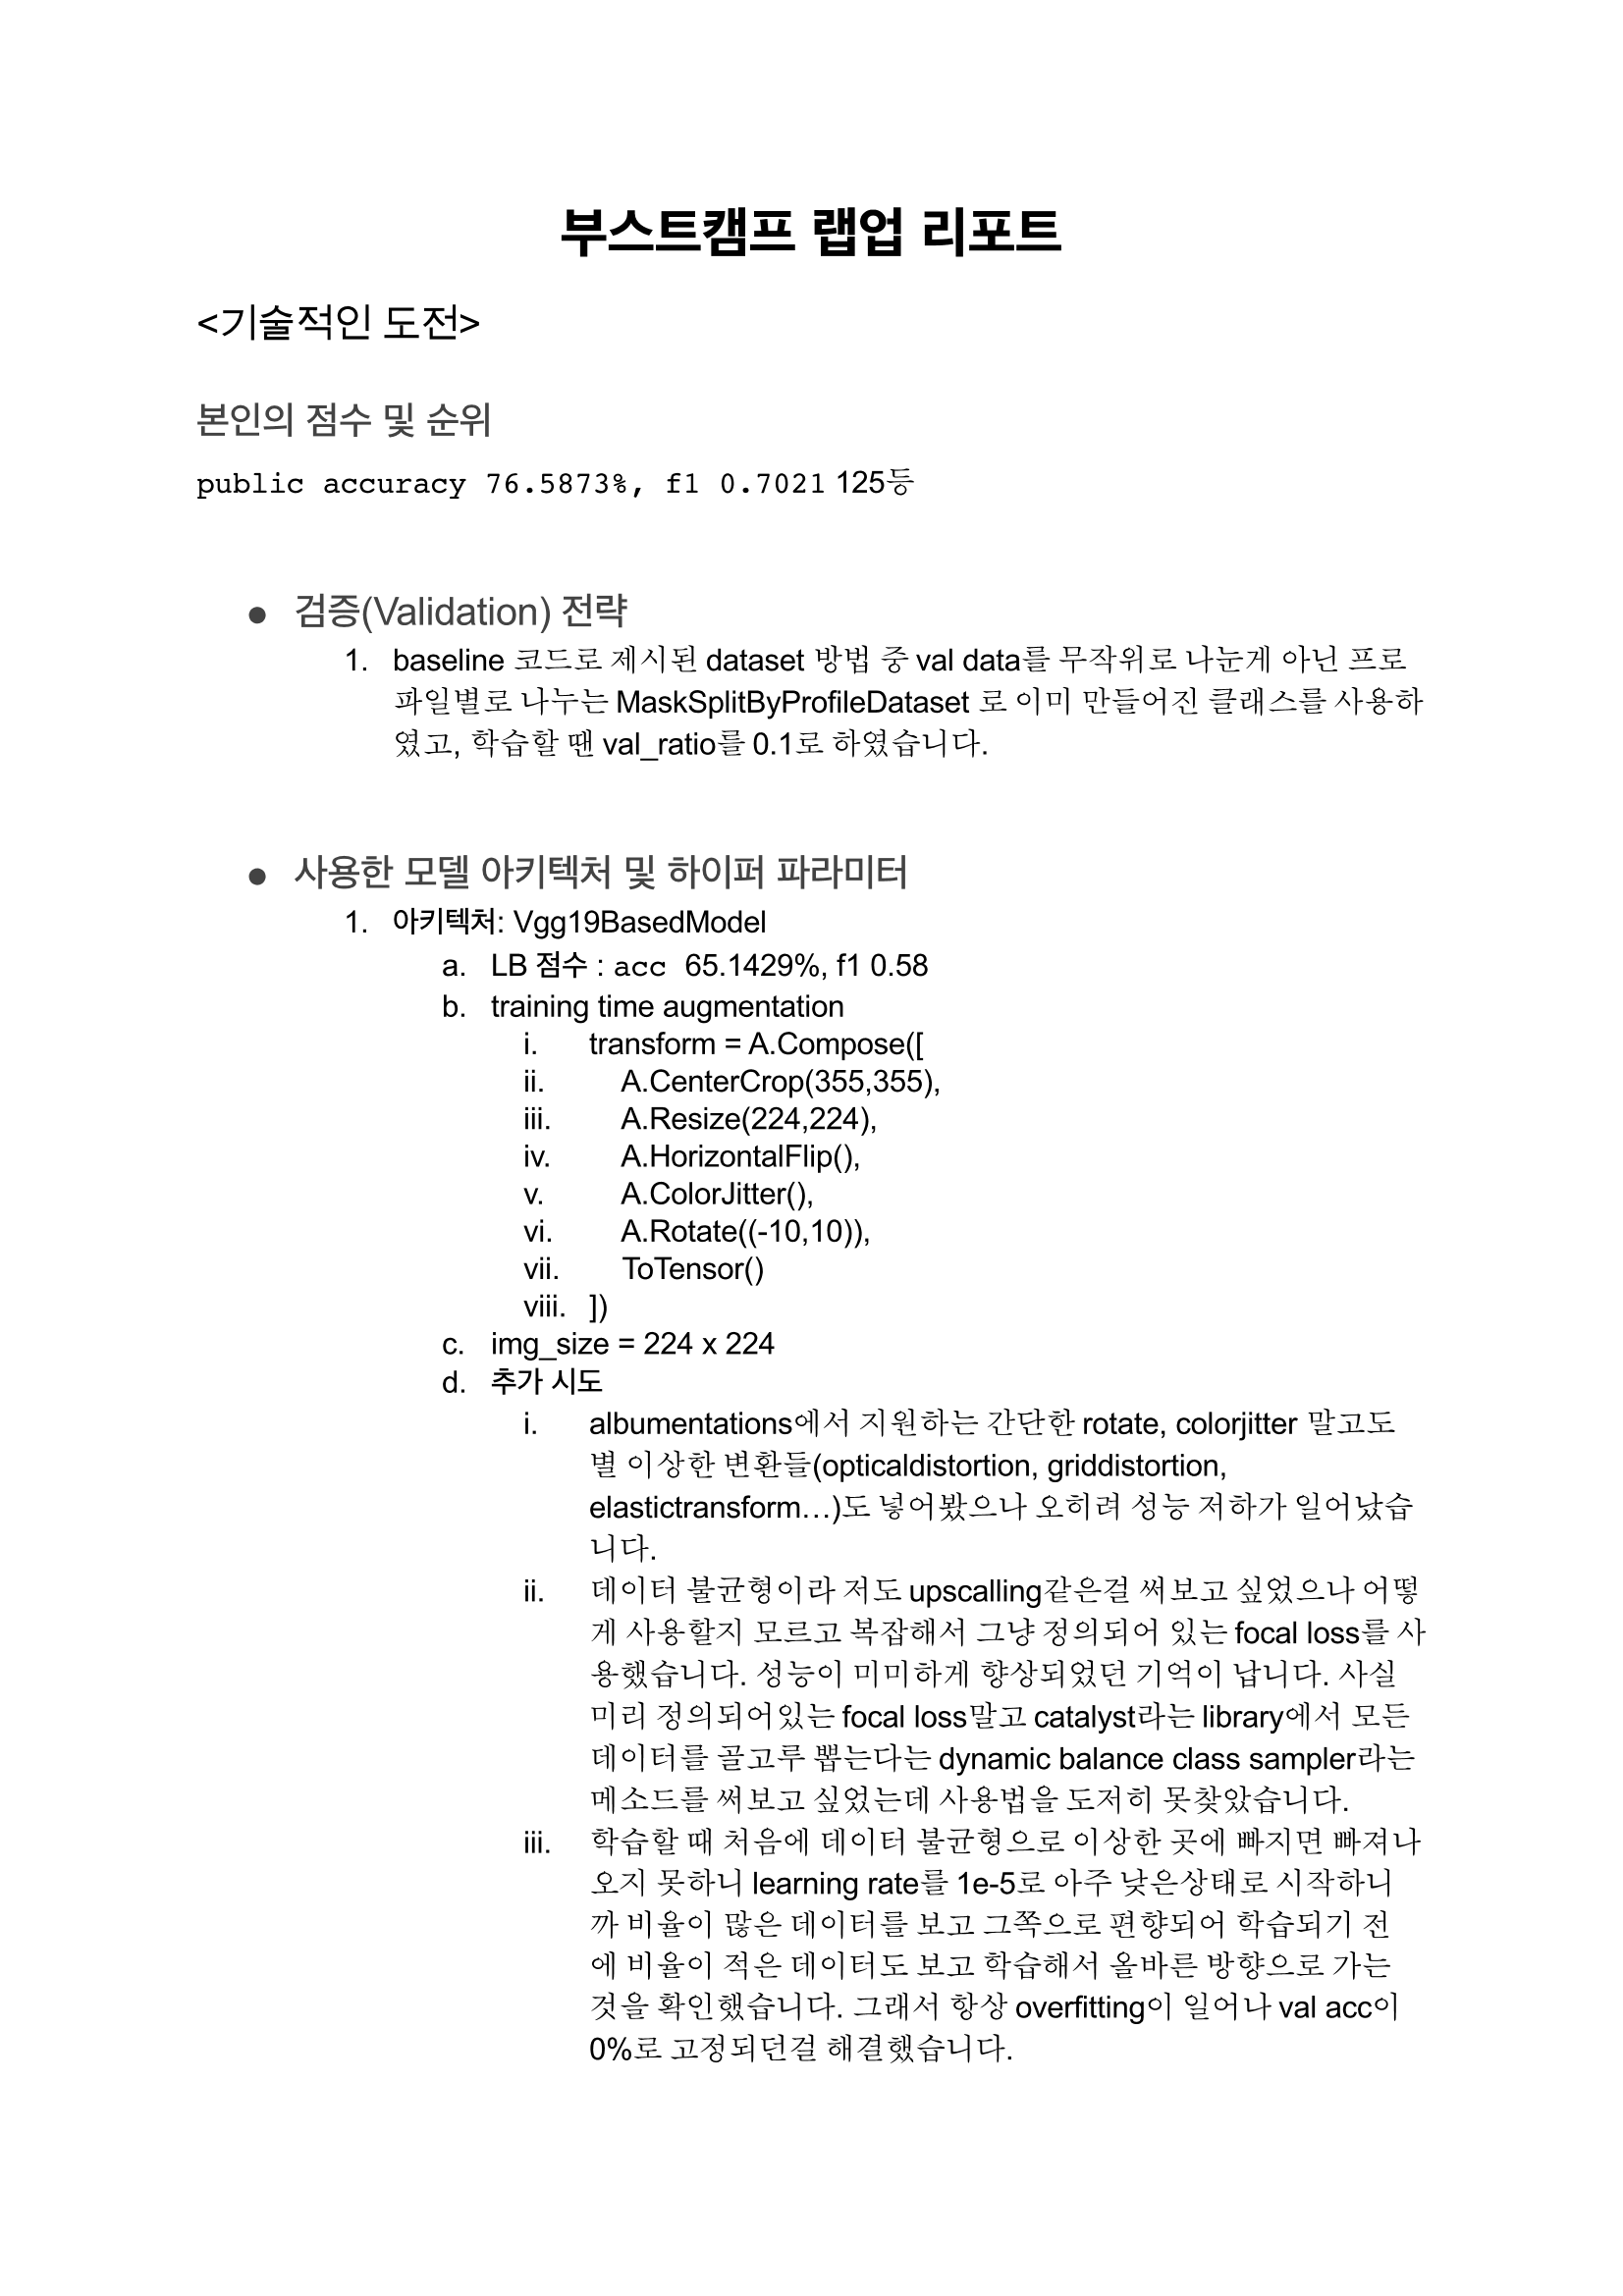 부스트캠프 랩업 리포트
<기술적인 도전>
본인의 점수 및 순위
public accuracy 76.5873%, f1 0.7021 125등
● 검증(Validation) 전략
1. baseline 코드로 제시된 dataset 방법 중 val data를 무작위로 나눈게 아닌 프로
파일별로 나누는 MaskSplitByProfileDataset 로 이미 만들어진 클래스를 사용하
였고, 학습할 땐 val_ratio를 0.1로 하였습니다.
● 사용한 모델 아키텍처 및 하이퍼 파라미터
1. 아키텍처: Vgg19BasedModel
a. LB 점수 : acc 65.1429%, f1 0.58
b. training time augmentation
i. transform = A.Compose([
ii. A.CenterCrop(355,355),
iii. A.Resize(224,224),
iv. A.HorizontalFlip(),
v. A.ColorJitter(),
vi. A.Rotate((-10,10)),
vii. ToTensor()
viii. ])
c. img_size = 224 x 224
d. 추가 시도
i. albumentations에서 지원하는 간단한 rotate, colorjitter 말고도
별 이상한 변환들(opticaldistortion, griddistortion,
elastictransform…)도 넣어봤으나 오히려 성능 저하가 일어났습
니다.
ii. 데이터 불균형이라 저도 upscalling같은걸 써보고 싶었으나 어떻
게 사용할지 모르고 복잡해서 그냥 정의되어 있는 focal loss를 사
용했습니다. 성능이 미미하게 향상되었던 기억이 납니다. 사실
미리 정의되어있는 focal loss말고 catalyst라는 library에서 모든
데이터를 골고루 뽑는다는 dynamic balance class sampler라는
메소드를 써보고 싶었는데 사용법을 도저히 못찾았습니다.
iii. 학습할 때 처음에 데이터 불균형으로 이상한 곳에 빠지면 빠져나
오지 못하니 learning rate를 1e-5로 아주 낮은상태로 시작하니
까 비율이 많은 데이터를 보고 그쪽으로 편향되어 학습되기 전
에 비율이 적은 데이터도 보고 학습해서 올바른 방향으로 가는
것을 확인했습니다. 그래서 항상 overfitting이 일어나 val acc이
0%로 고정되던걸 해결했습니다.